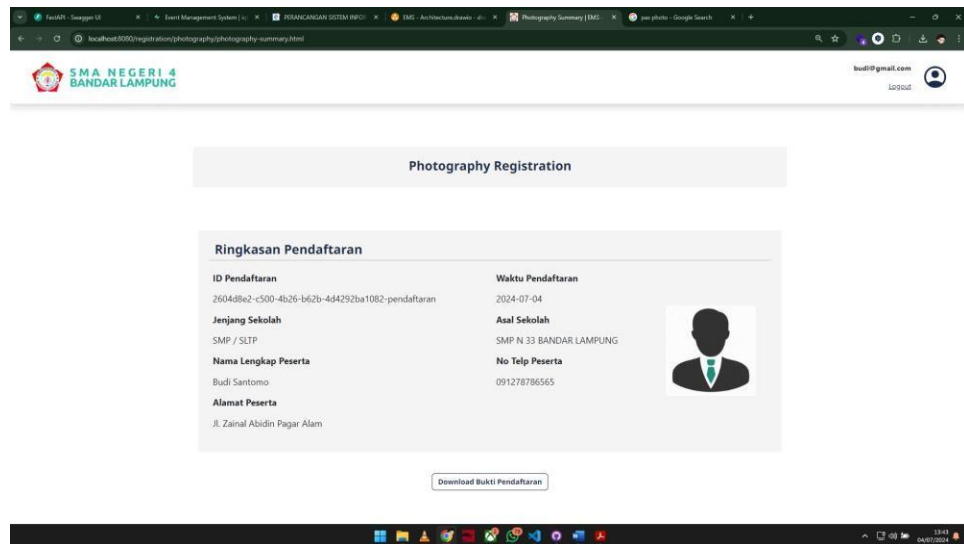 FastAPI - Swagger UI
Event Management System |
PERANCANGAN SISTEM INFO
EMS - Architecture.drawio -
Photography Summary | EMS
pas photo - Google Search
localhost:8080/registration/photography/photography-summary.html
SMA NEGERI 4
BANDAR LAMPUNG
budi@gmail.com
Logout
Photography Registration
Ringkasan Pendaftaran
ID Pendaftaran
2604d8e2-c500-4b26-b62b-4d4292ba1082-pendaftaran
Waktu Pendaftaran
2024-07-04
Jenjang Sekolah
SMP / SLTP
Asal Sekolah
SMP N 33 BANDAR LAMPUNG
Nama Lengkap Peserta
Budi Santomo
No Telp Peserta
091278786565
Alamat Peserta
Jl. Zainal Abidin Pagar Alam
Download Bukti Pendaftaran
13:43
04/07/2024